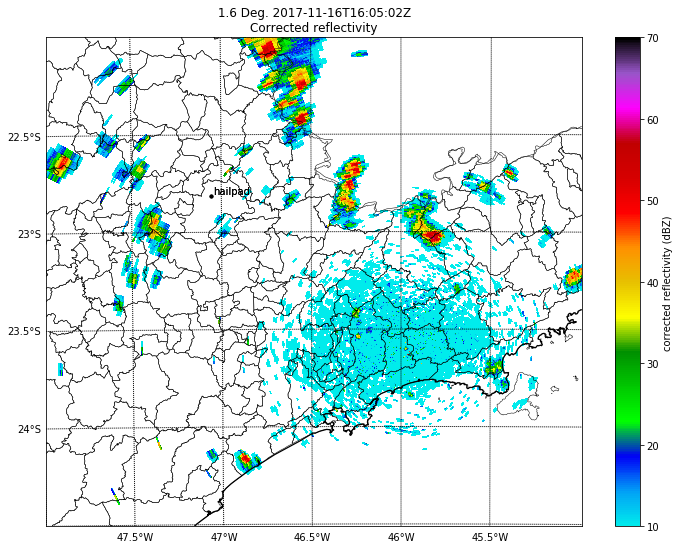 1.6 Deg. 2017-11-16T16:05:02Z
Corrected reflectivity
70
60
50
40
30
20
10
corrected reflectivity (dBZ)
22.5°S
hailpad
23°S
23.5°S
24°S
47.5°W
47°W
46.5°W
46°W
45.5°W